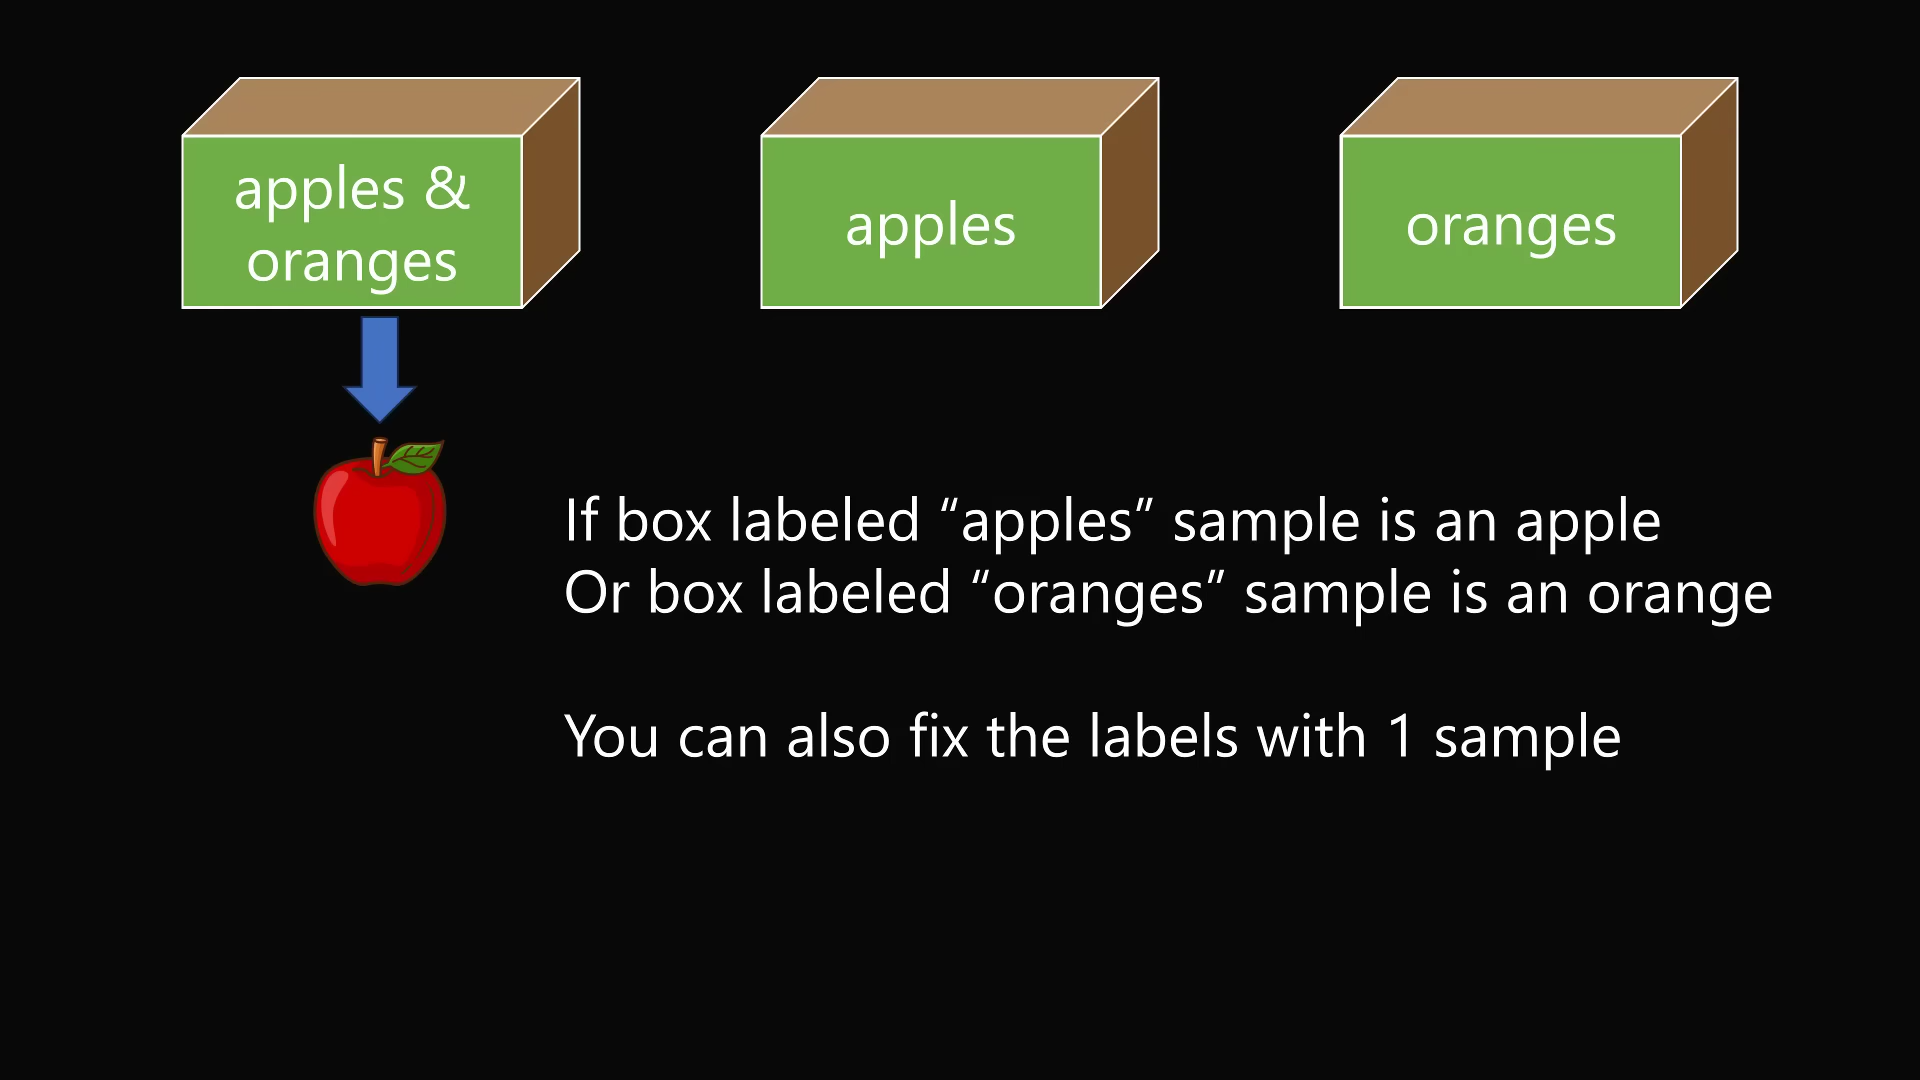 apples &
oranges
apples
oranges
If box labeled “apples” sample is an apple
Or box labeled “oranges” sample is an orange
You can also fix the labels with 1 sample